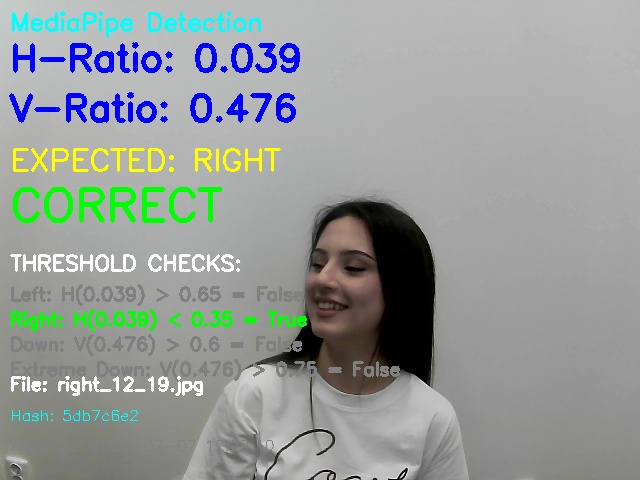 MediaPipe Detection
H-Ratio: 0.039
V-Ratio: 0.476
EXPECTED: RIGHT
CORRECT
THRESHOLD CHECKS:
Left: H(0.039) > 0.65 = False
Right: H(0.039) < 0.35 = True
Down: V(0.476) > 0.6 = False
Extreme Down: V(0.476) > 0.75 = False
File: right_12_19.jpg
Hash: 5db7c6e2